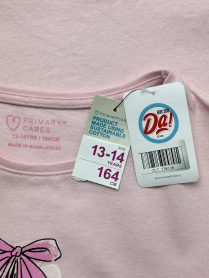 PRIMARK
CARES
13-14YRS / 164CM
MADE IN BANGLADESH
PRIMARK
PRODUCT
MADE USING
SUSTAINABLE
COTTON
SIZE
13-14
YEARS
164
CM
Da!